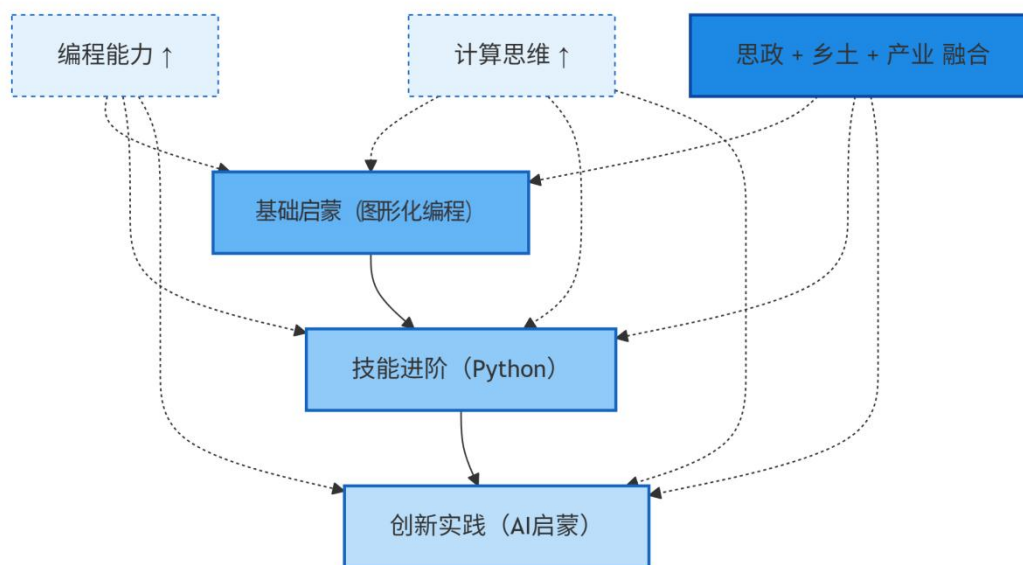 编程能力 ↑
计算思维 ↑
思政 + 乡土 + 产业 融合
基础启蒙（图形化编程）
技能进阶（Python）
创新实践（AI启蒙）